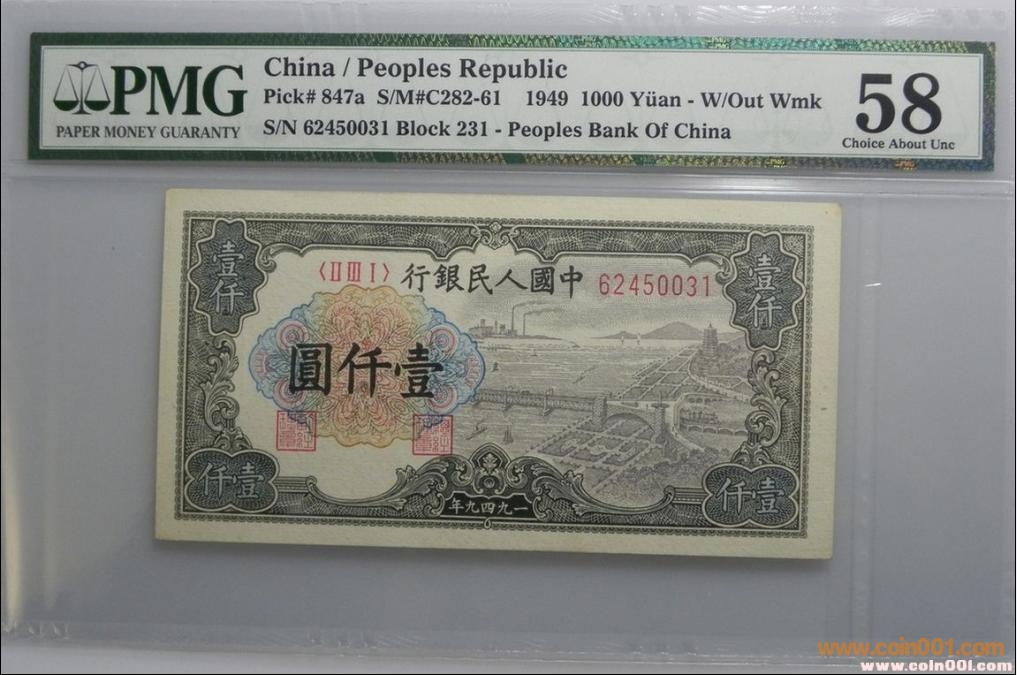 PMG
PAPER MONEY GUARANTY
China / Peoples Republic
Pick# 847a S/M#C282-61 1949 1000 Yüan - W/Out Wmk
S/N 62450031 Block 231 - Peoples Bank Of China
58
Choice About Unc
壹仟
〈ⅡⅢⅠ〉
行銀民人國中
62450031
壹仟
圓仟壹
仟壹
年九四九一
仟壹
www.coin001.com
www.coin001.com